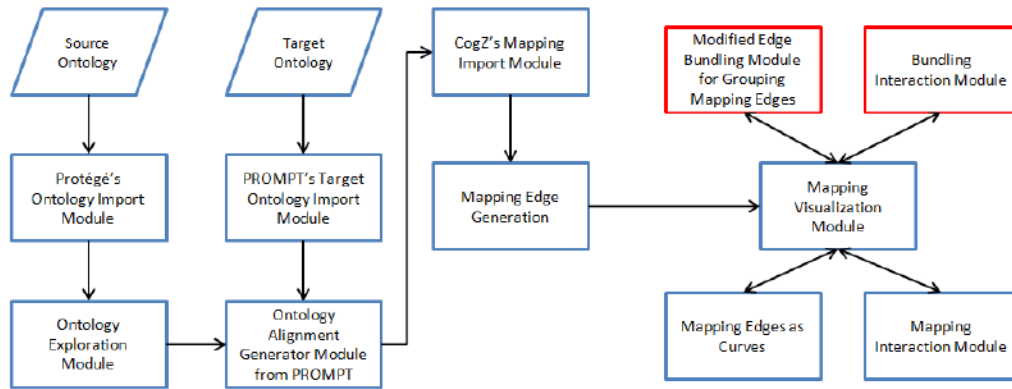 Source
Ontology
Target
Ontology
CogZ's Mapping
Import Module
Modified Edge
Bundling Module
for Grouping
Mapping Edges
Bundling
Interaction Module
Protégé's
Ontology Import
Module
PROMPT's Target
Ontology Import
Module
Mapping Edge
Generation
Mapping
Visualization
Module
Ontology
Exploration
Module
Ontology
Alignment
Generator Module
from PROMPT
Mapping Edges as
Curves
Mapping
Interaction Module